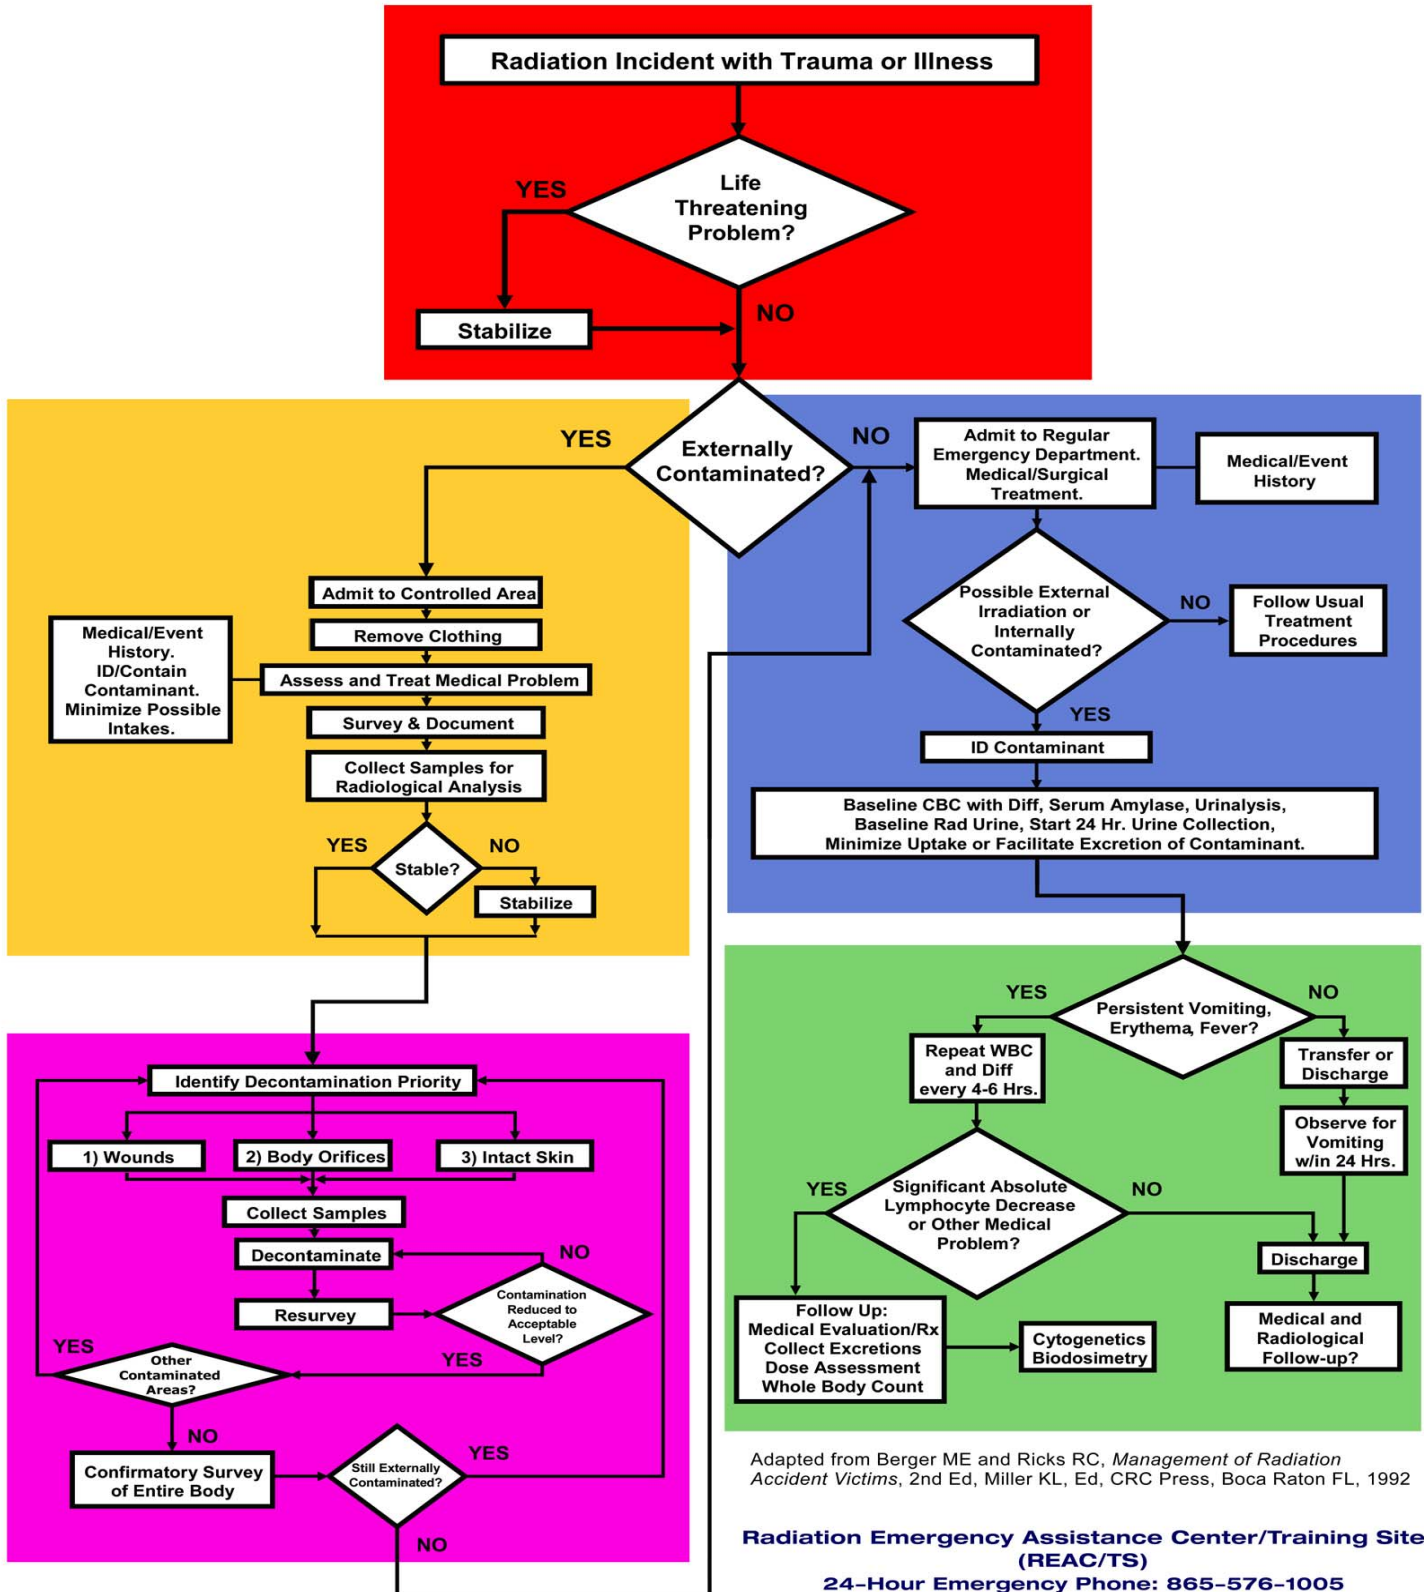 Radiation Incident with Trauma or Illness
Life
Threatening
Problem?
YES
NO
Stabilize
Externally
Contaminated?
YES
NO
Admit to Controlled Area
Remove Clothing
Medical/Event
History.
ID/Contain
Contaminant.
Minimize Possible
Intakes.
Assess and Treat Medical Problem
Survey & Document
Collect Samples for
Radiological Analysis
YES
NO
Stable?
Stabilize
Admit to Regular
Emergency Department.
Medical/Surgical
Treatment.
Medical/Event
History
Possible External
Irradiation or
Internally
Contaminated?
NO
Follow Usual
Treatment
Procedures
YES
ID Contaminant
Baseline CBC with Diff, Serum Amylase, Urinalysis,
Baseline Rad Urine, Start 24 Hr. Urine Collection,
Minimize Uptake or Facilitate Excretion of Contaminant.
Identify Decontamination Priority
1) Wounds
2) Body Orifices
3) Intact Skin
Collect Samples
Decontaminate
NO
Resurvey
Contamination
Reduced to
Acceptable
Level?
YES
YES
Other
Contaminated
Areas?
NO
Confirmatory Survey
of Entire Body
Still Externally
Contaminated?
YES
NO
YES
NO
Persistent Vomiting,
Erythema, Fever?
Repeat WBC
and Diff
every 4-6 Hrs.
Transfer or
Discharge
Observe for
Vomiting
w/in 24 Hrs.
YES
NO
Significant Absolute
Lymphocyte Decrease
or Other Medical
Problem?
Discharge
Follow Up:
Medical Evaluation/Rx
Collect Excretions
Dose Assessment
Whole Body Count
Cytogenetics
Biodosimetry
Medical and
Radiological
Follow-up?
Adapted from Berger ME and Ricks RC, Management of Radiation
Accident Victims, 2nd Ed, Miller KL, Ed, CRC Press, Boca Raton FL, 1992
Radiation Emergency Assistance Center/Training Site
(REAC/TS)
24-Hour Emergency Phone: 865-576-1005